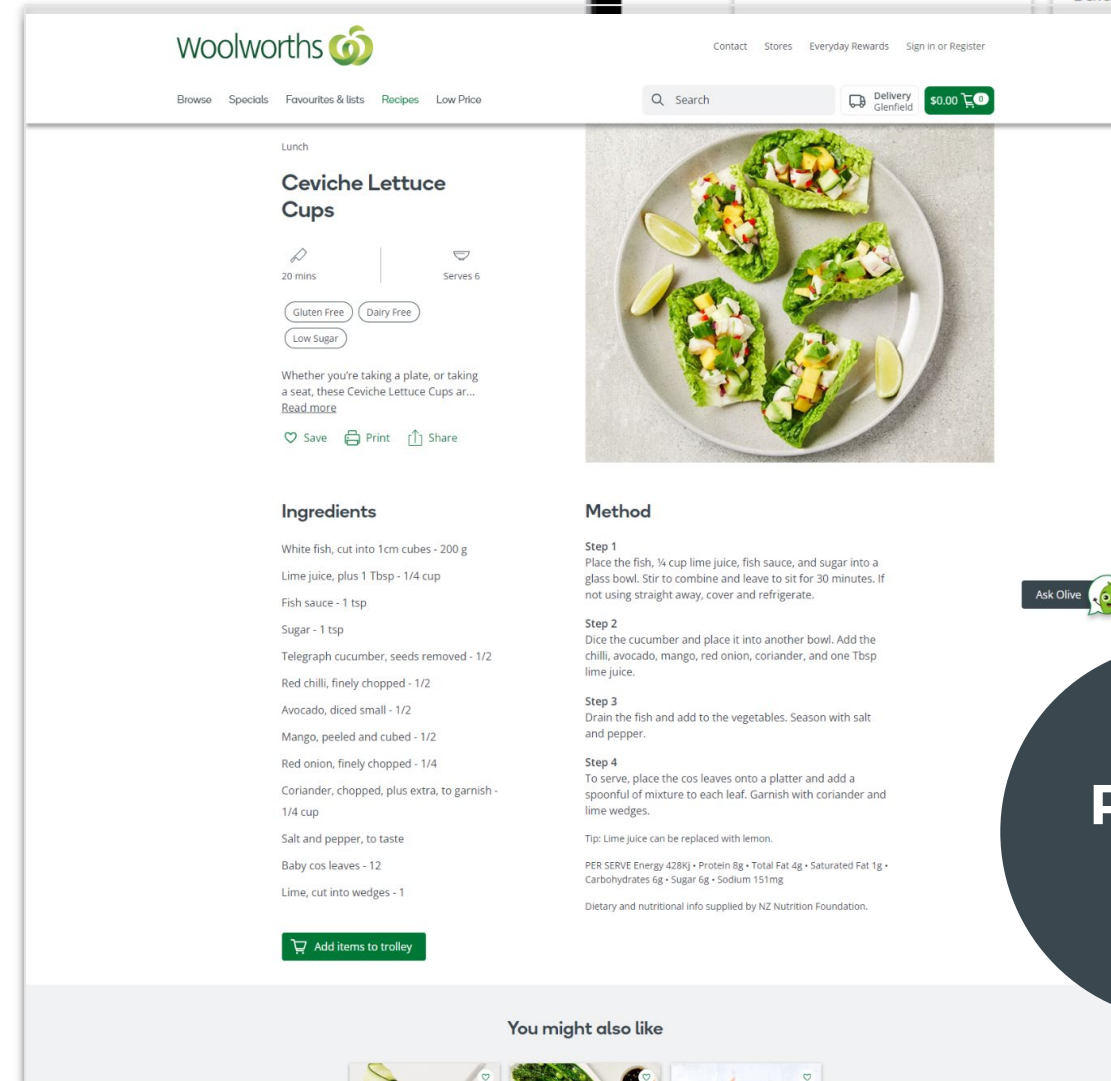 Woolworths
Contact Stores Everyday Rewards Sign in or Register
Browse Specials Favourites & lists Recipes Low Price
Search
Delivery
Glenfield
$0.00 0
Lunch
Ceviche Lettuce
Cups
20 mins Serves 6
Gluten Free Dairy Free
Low Sugar
Whether you're taking a plate, or taking
a seat, these Ceviche Lettuce Cups ar...
Read more
Save Print Share
Ingredients
White fish, cut into 1cm cubes - 200 g
Lime juice, plus 1 Tbsp - 1/4 cup
Fish sauce - 1 tsp
Sugar - 1 tsp
Telegraph cucumber, seeds removed - 1/2
Red chilli, finely chopped - 1/2
Avocado, diced small - 1/2
Mango, peeled and cubed - 1/2
Red onion, finely chopped - 1/4
Coriander, chopped, plus extra, to garnish -
1/4 cup
Salt and pepper, to taste
Baby cos leaves - 12
Lime, cut into wedges - 1
Add items to trolley
Method
Step 1
Place the fish, ¼ cup lime juice, fish sauce, and sugar into a
glass bowl. Stir to combine and leave to sit for 30 minutes. If
not using straight away, cover and refrigerate.
Step 2
Dice the cucumber and place it into another bowl. Add the
chilli, avocado, mango, red onion, coriander, and one Tbsp
lime juice.
Step 3
Drain the fish and add to the vegetables. Season with salt
and pepper.
Step 4
To serve, place the cos leaves onto a platter and add a
spoonful of mixture to each leaf. Garnish with coriander and
lime wedges.
Tip: Lime juice can be replaced with lemon.
PER SERVE Energy 428Kj • Protein 8g • Total Fat 4g • Saturated Fat 1g •
Carbohydrates 6g • Sugar 6g • Sodium 151mg
Dietary and nutritional info supplied by NZ Nutrition Foundation.
Ask Olive
You might also like